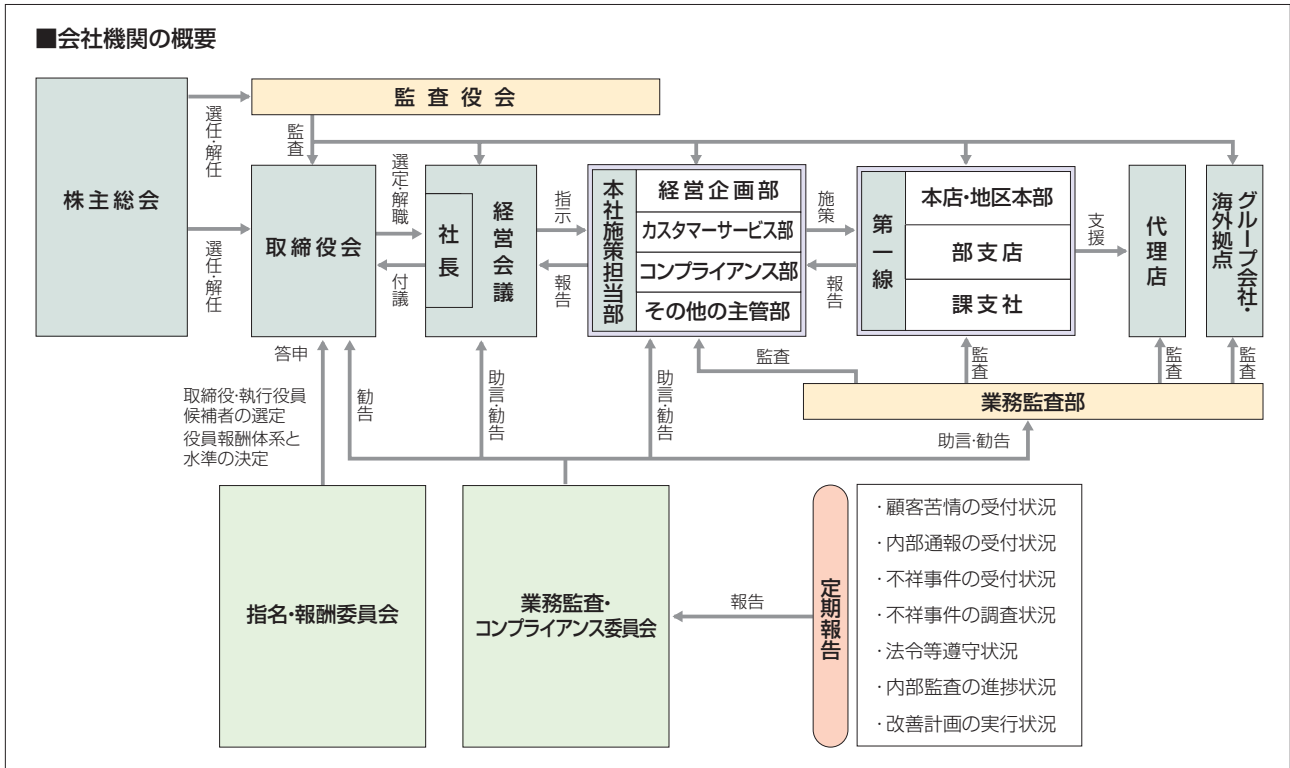 ■会社機関の概要
株主総会
選任・解任
選任・解任
監査役会
監査
取締役会
選定・解職
付議
社長
経営会議
指示
報告
本社施策担当部
経営企画部
カスタマーサービス部
コンプライアンス部
その他の主管部
施策
報告
第一線
本店・地区本部
部支店
課支社
支援
代理店
グループ会社・
海外拠点
答申
取締役・執行役員
候補者の選定
役員報酬体系と
水準の決定
勧告
助言・勧告
助言・勧告
監査
監査
監査
監査
業務監査部
助言・勧告
指名・報酬委員会
業務監査・
コンプライアンス委員会
報告
定期報告
・顧客苦情の受付状況
・内部通報の受付状況
・不祥事件の受付状況
・不祥事件の調査状況
・法令等遵守状況
・内部監査の進捗状況
・改善計画の実行状況